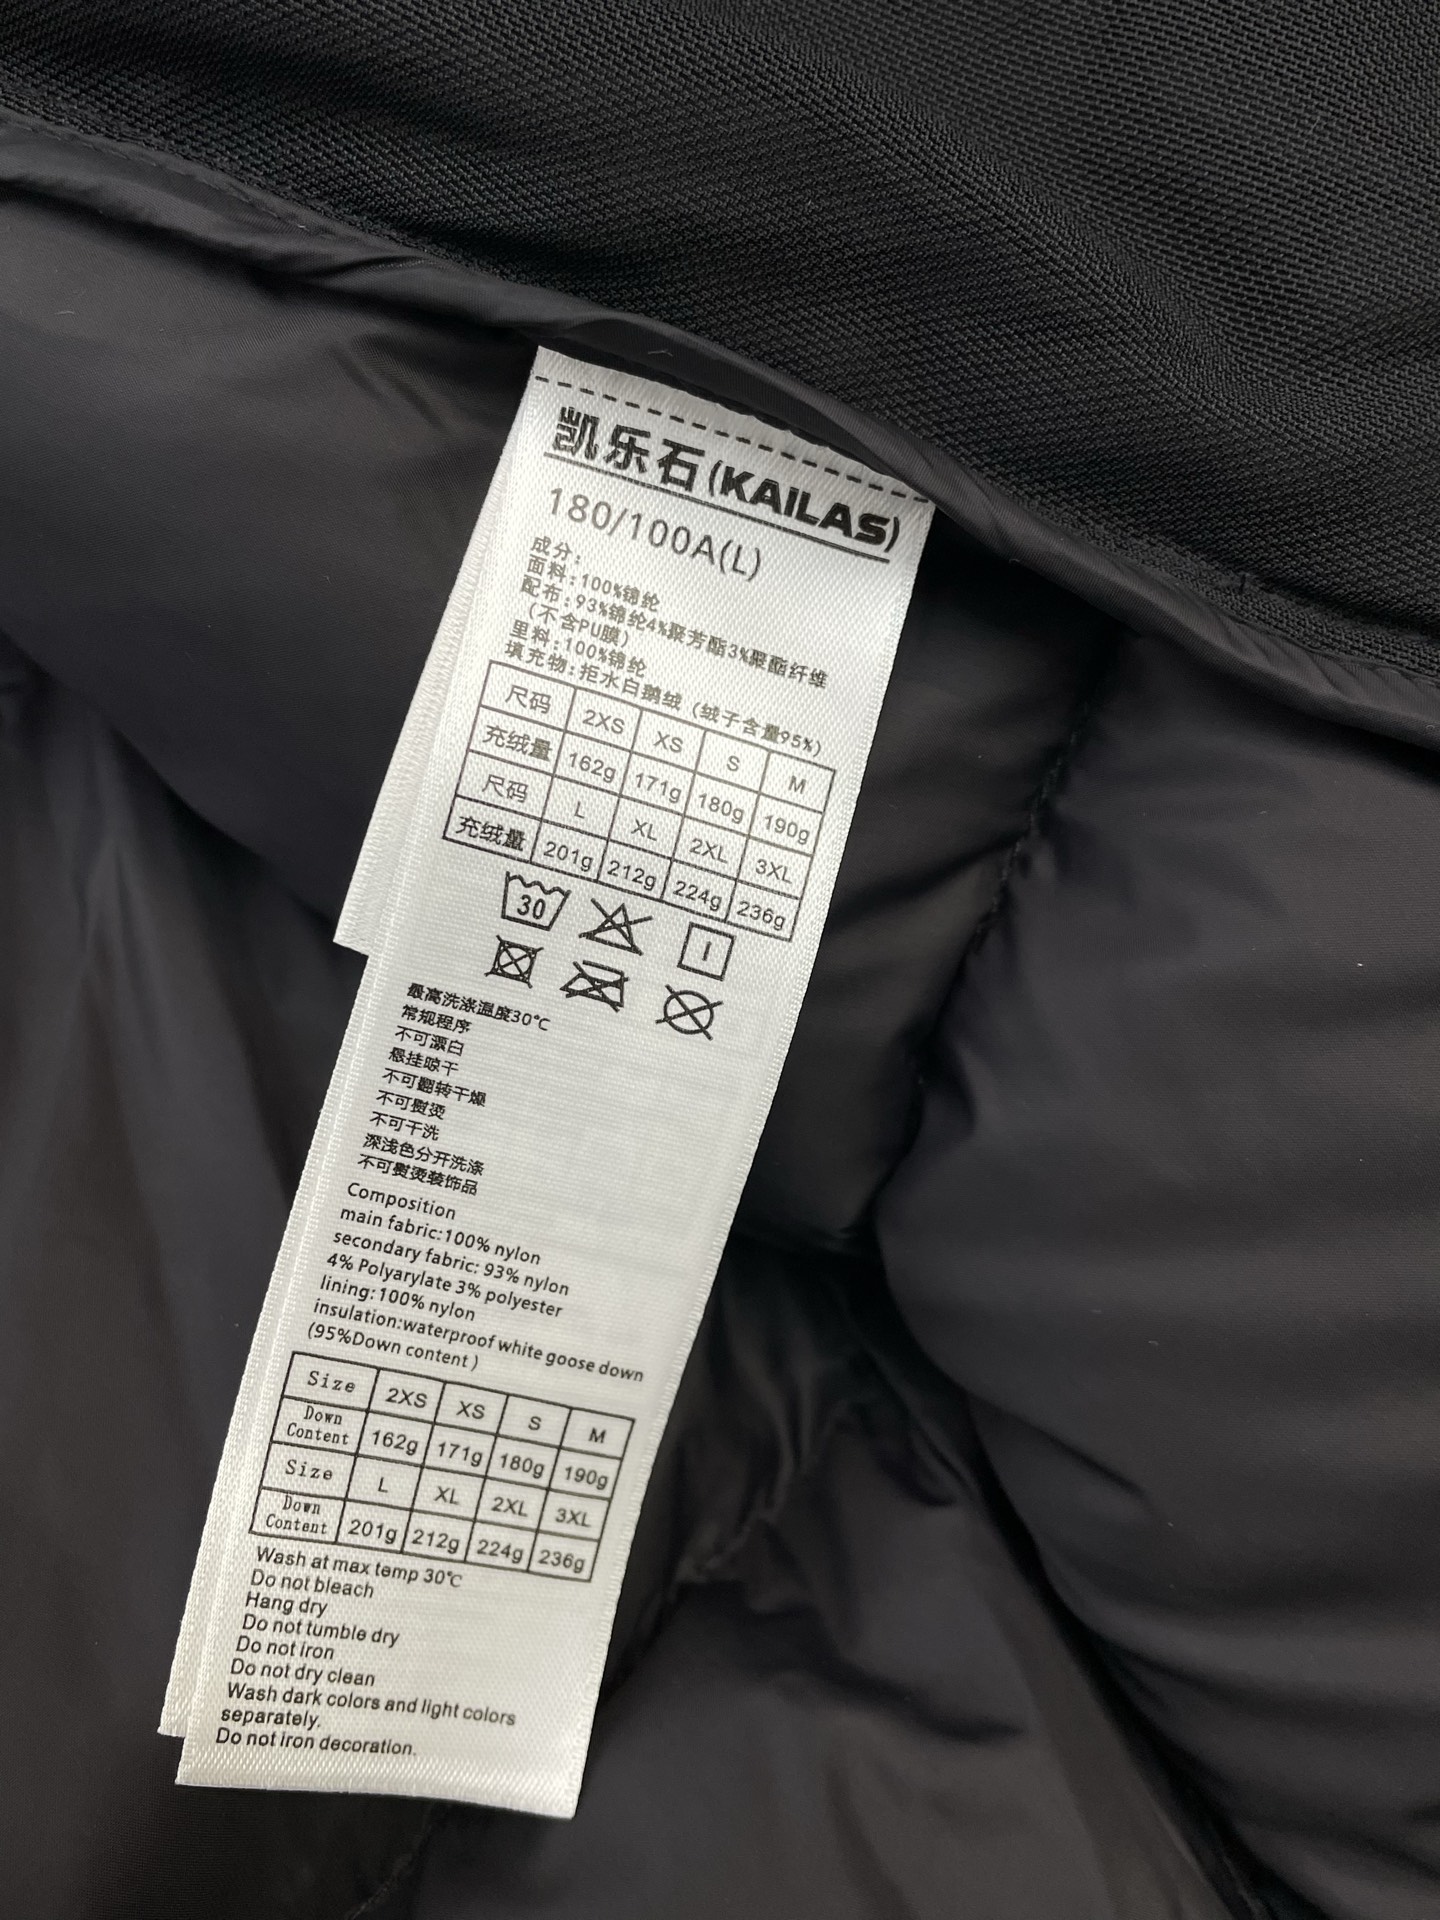 凯乐石(KAILAS)
180/100A(L)
成分:
面料:100%锦纶
配布:93%锦纶4%聚芳酯3%聚酯纤维
(不含PU膜)
里料:100%锦纶
填充物:拒水白鹅绒(绒子含量95%)
尺码 2XS XS S M
充绒量 162g 171g 180g 190g
尺码 L XL 2XL 3XL
充绒量 201g 212g 224g 236g
30
最高洗涤温度30℃
常规程序
不可漂白
悬挂晾干
不可翻转干燥
不可熨烫
不可干洗
深浅色分开洗涤
不可熨烫装饰品
Composition
main fabric:100% nylon
secondary fabric: 93% nylon
4% Polyarylate 3% polyester
lining:100% nylon
insulation:waterproof white goose down
(95%Down content)
Size 2XS XS S M
Down Content 162g 171g 180g 190g
Size L XL 2XL 3XL
Down Content 201g 212g 224g 236g
Wash at max temp 30℃
Do not bleach
Hang dry
Do not tumble dry
Do not iron
Do not dry clean
Wash dark colors and light colors
separately.
Do not iron decoration.